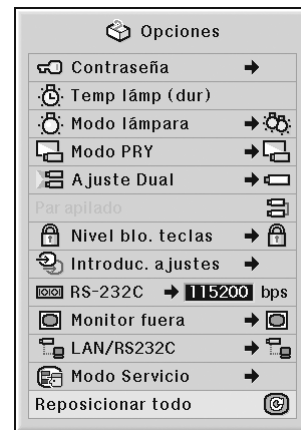 Opciones
Contraseña
Temp lámp (dur)
Modo lámpara
Modo PRY
Ajuste Dual
Par apilado
Nivel blo. teclas
Introduc. ajustes
RS-232C 115200 bps
Monitor fuera
LAN/RS232C
Modo Servicio
Reposicionar todo